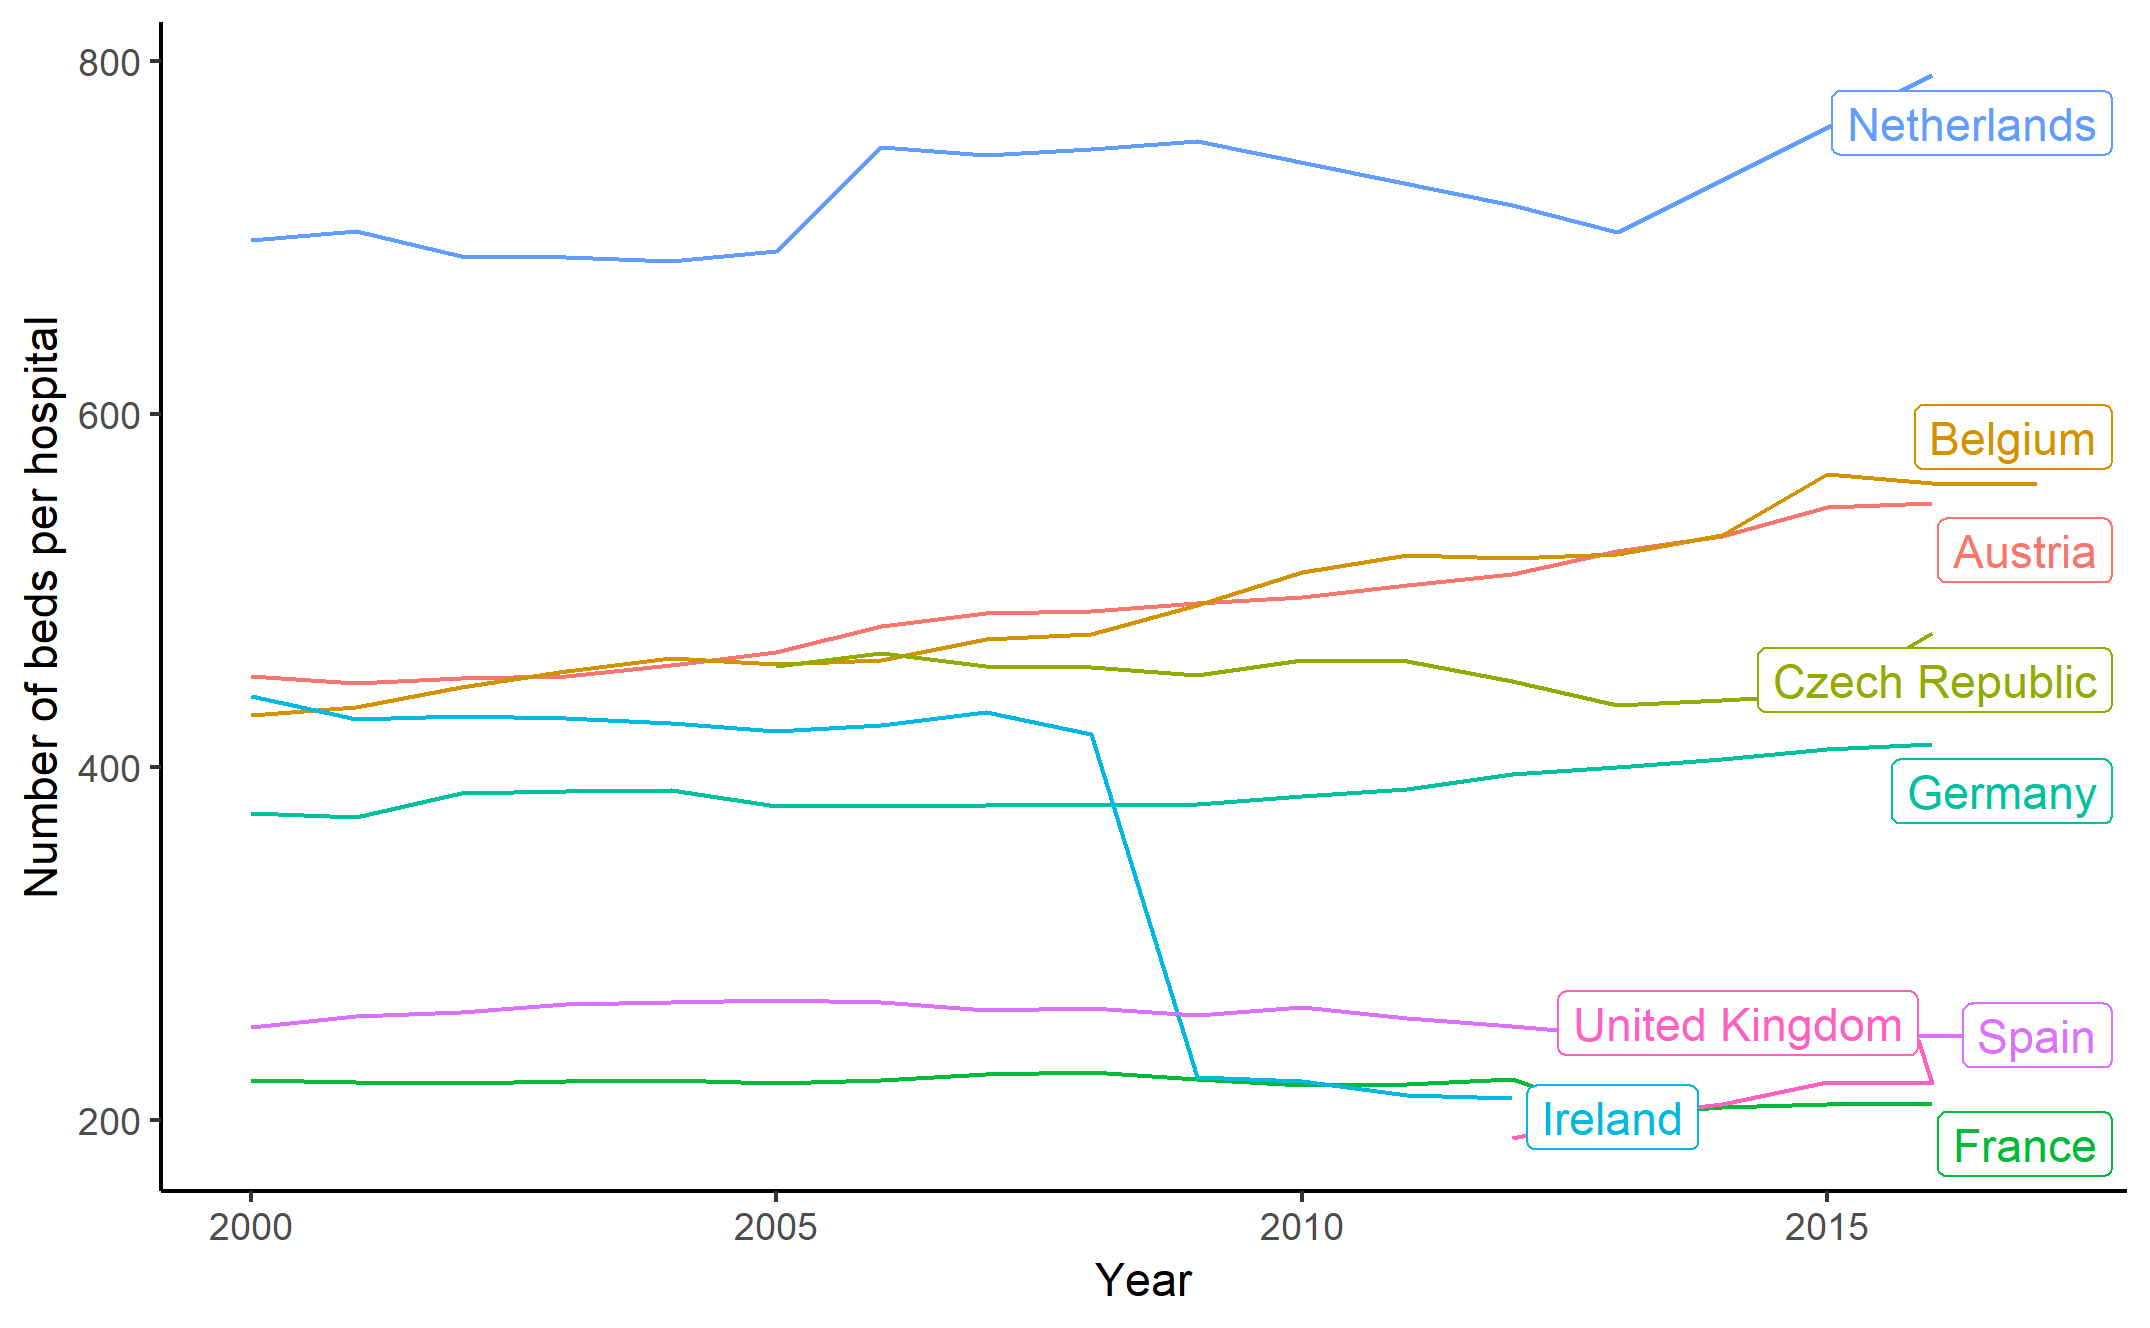 800
600
400
200
Number of beds per hospital
Netherlands
Belgium
Austria
Czech Republic
Germany
United Kingdom
Spain
Ireland
France
2000
2005
2010
2015
Year